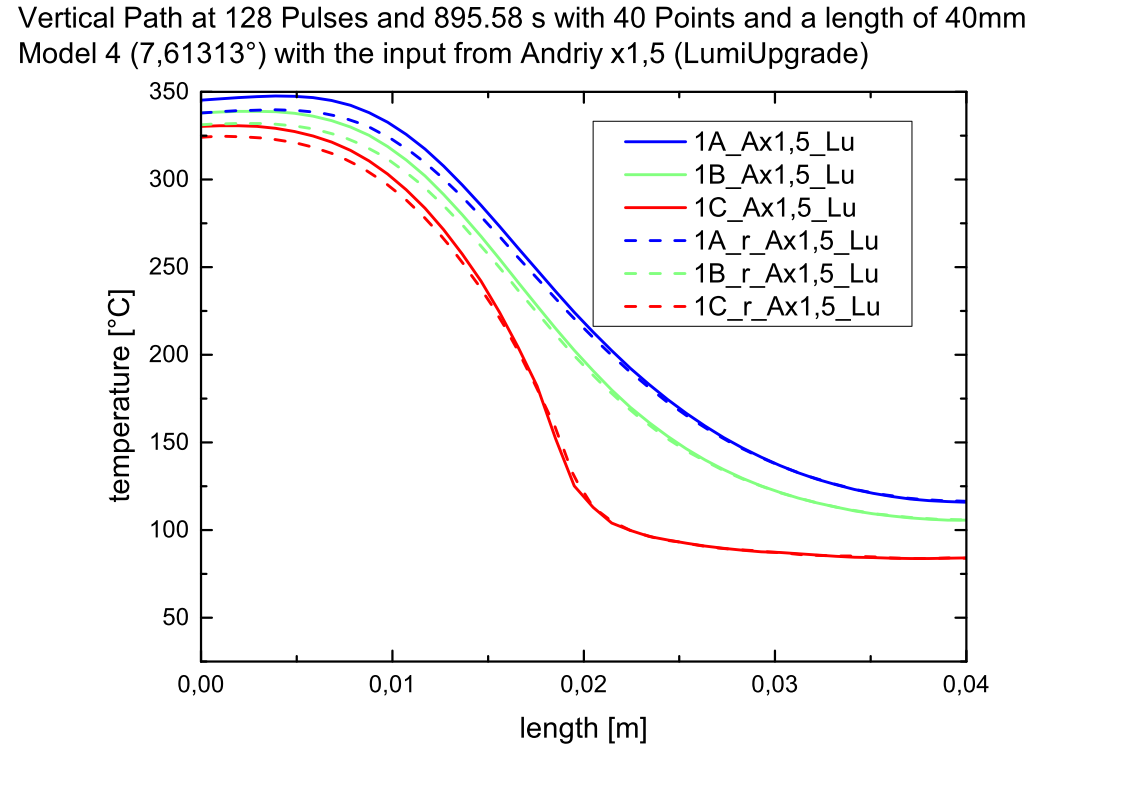 Vertical Path at 128 Pulses and 895.58 s with 40 Points and a length of 40mm
Model 4 (7,61313°) with the input from Andriy x1,5 (LumiUpgrade)
350
300
250
200
150
100
50
temperature [°C]
1A_Ax1,5_Lu
1B_Ax1,5_Lu
1C_Ax1,5_Lu
1A_r_Ax1,5_Lu
1B_r_Ax1,5_Lu
1C_r_Ax1,5_Lu
0,00 0,01 0,02 0,03 0,04
length [m]